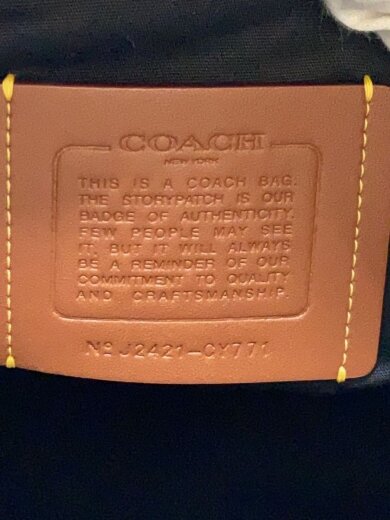 COACH
NEW YORK
THIS IS A COACH BAG.
THE STORYPATCH IS OUR
BADGE OF AUTHENTICITY.
FEW PEOPLE MAY SEE
IT, BUT IT WILL ALWAYS
BE A REMINDER OF OUR
COMMITMENT TO QUALITY
AND CRAFTSMANSHIP.
Nº J2421-CY771